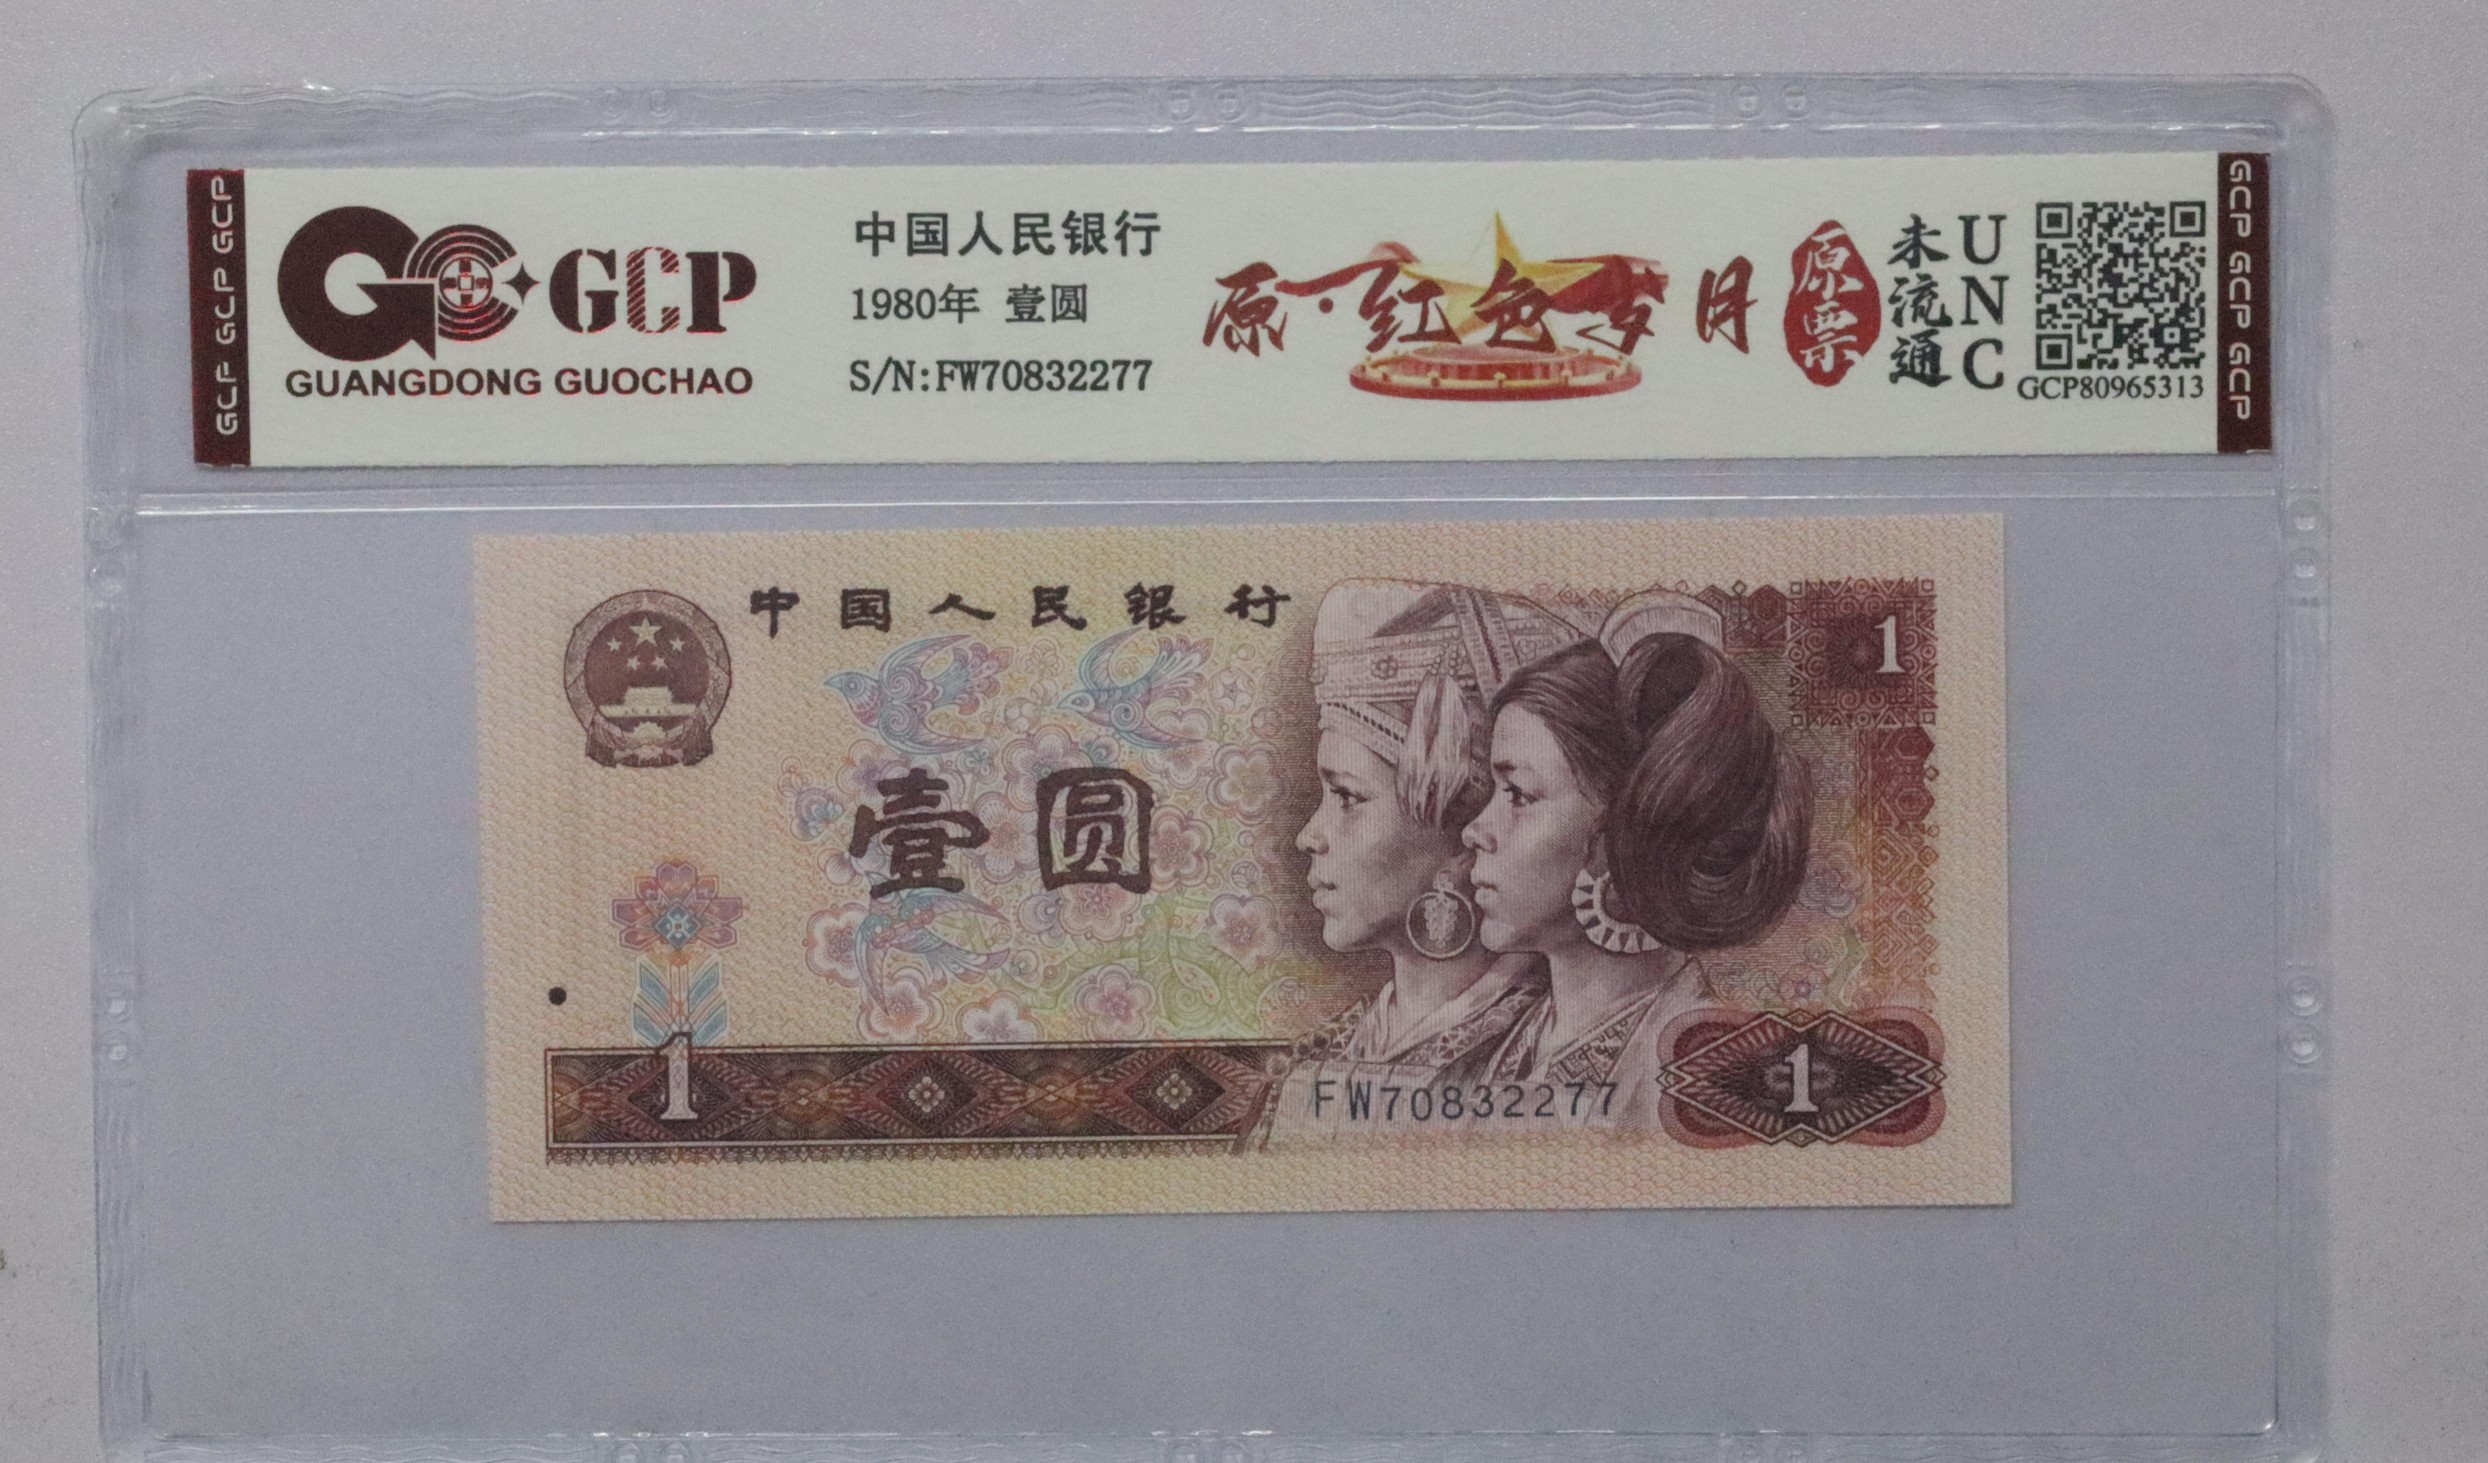 GCP GCP GCP GCP
GCP
GUANGDONG GUOCHAO
中国人民银行
1980年 壹圆
S/N:FW70832277
原·红色岁月
原票
未流通
UNC
GCP80965313
GCP GCP GCP GCP
中国人民银行
1
壹圆
1
FW70832277
1